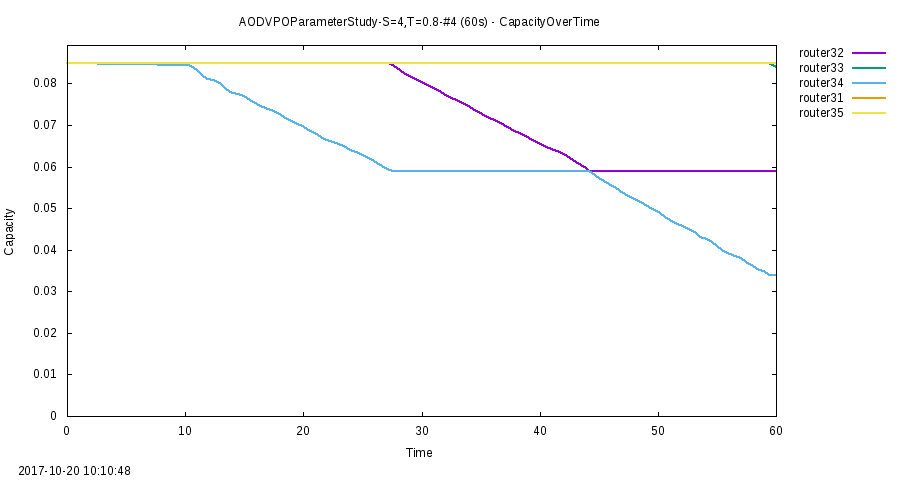 AODVPOParameterStudy-S=4,T=0.8-#4 (60s) - CapacityOverTime
router32
router33
router34
router31
router35
0.08
0.07
0.06
0.05
0.04
0.03
0.02
0.01
0
Capacity
0 10 20 30 40 50 60
Time
2017-10-20 10:10:48